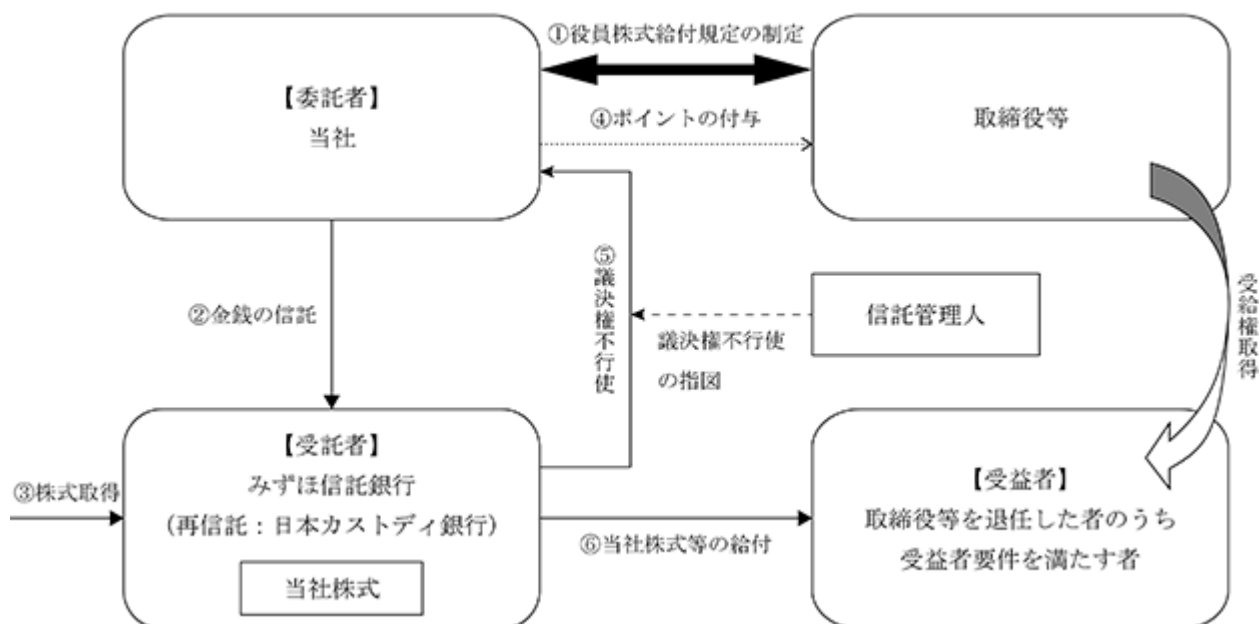 ①役員株式給付規定の制定
【委託者】
当社
④ポイントの付与
取締役等
②金銭の信託
⑤議決権不行使
議決権不行使
の指図
信託管理人
受給権取得
③株式取得
【受託者】
みずほ信託銀行
(再信託:日本カストディ銀行)
当社株式
⑥当社株式等の給付
【受益者】
取締役等を退任した者のうち
受益者要件を満たす者